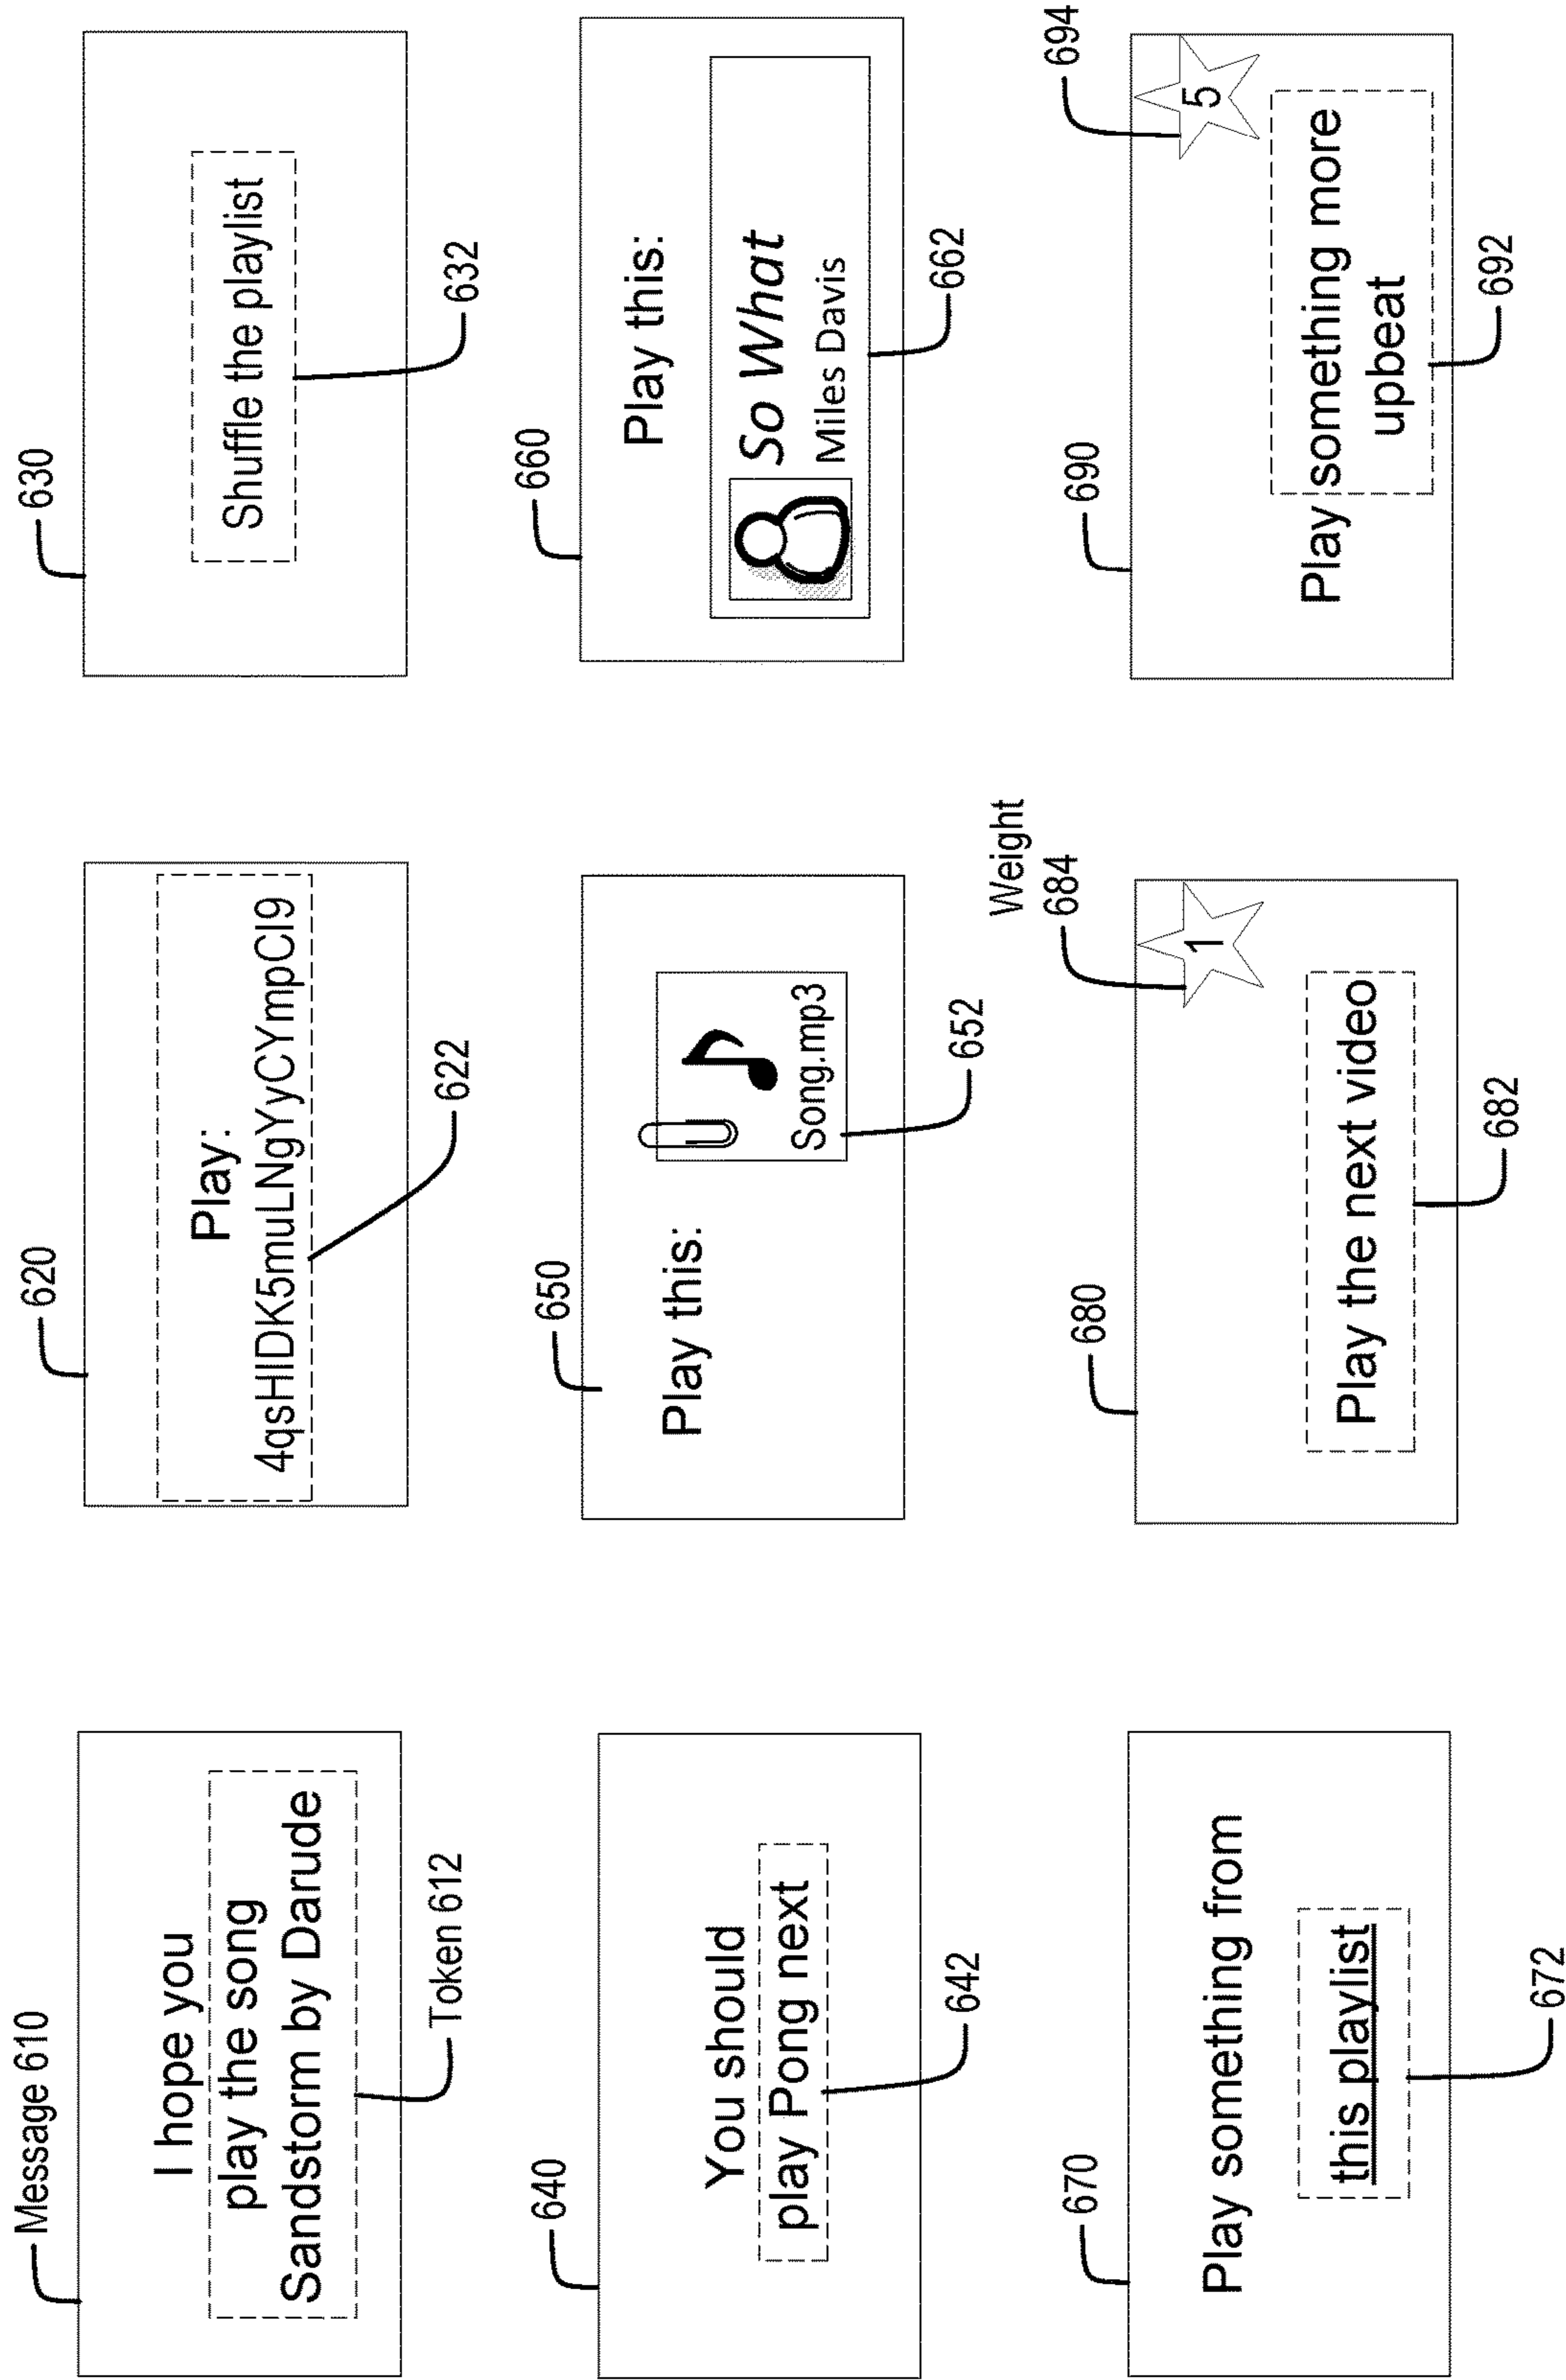 Message 610
I hope you
play the song
Sandstorm by Darude
Token 612
620
Play:
4qsHIDK5muLNgYyCYmpCI9
622
630
Shuffle the playlist
632
640
You should
play Pong next
642
650
Play this:
Song.mp3
652
660
Play this:
So What
Miles Davis
662
670
Play something from
this playlist
672
680
Weight
684
1
Play the next video
682
690
694
5
Play something more
upbeat
692